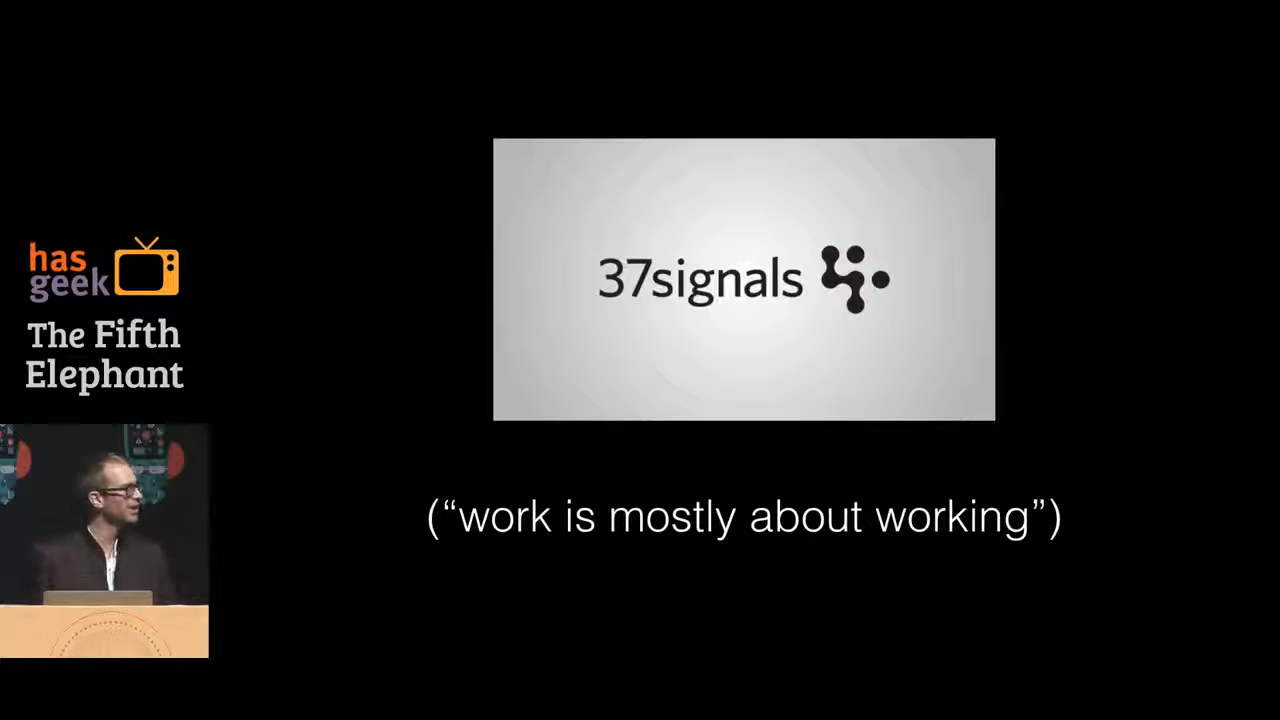 has
geek
The Fifth
Elephant
37signals
(“work is mostly about working”)